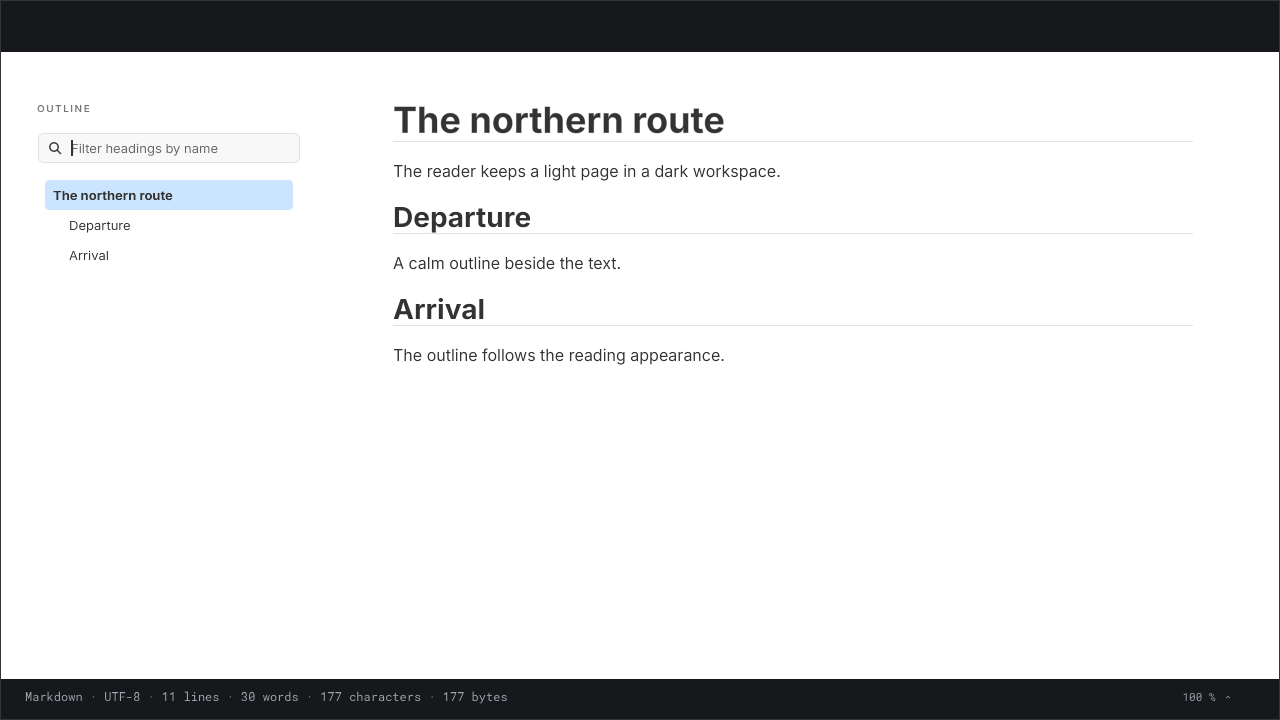 OUTLINE
Filter headings by name
The northern route
Departure
Arrival
The northern route
The reader keeps a light page in a dark workspace.
Departure
A calm outline beside the text.
Arrival
The outline follows the reading appearance.
Markdown · UTF-8 · 11 lines · 30 words · 177 characters · 177 bytes
100 %